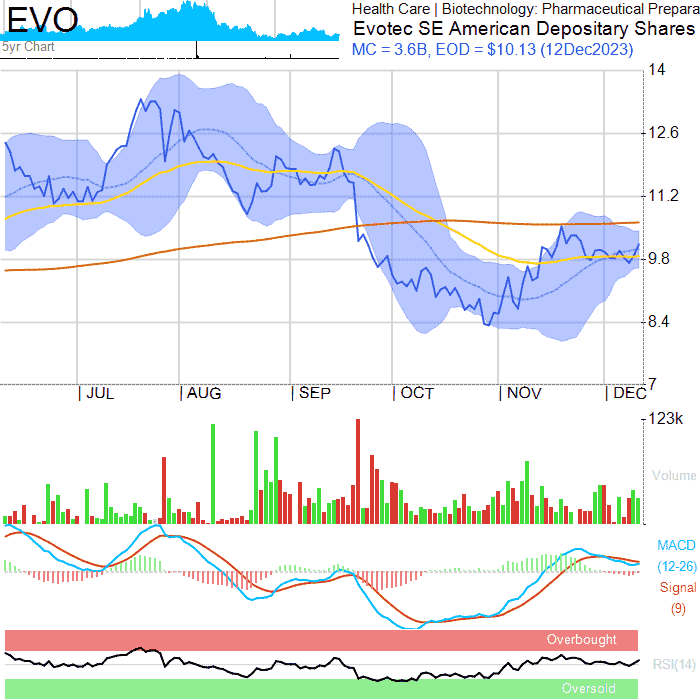 EVO
5yr Chart
Health Care | Biotechnology: Pharmaceutical Prepara
Evotec SE American Depositary Shares
MC = 3.6B, EOD = $10.13 (12Dec2023)
14
12.6
11.2
9.8
8.4
7
| JUL | AUG | SEP | OCT | NOV | DEC
123k
Volume
MACD
(12-26)
Signal
(9)
Overbought
RSI(14)
Oversold